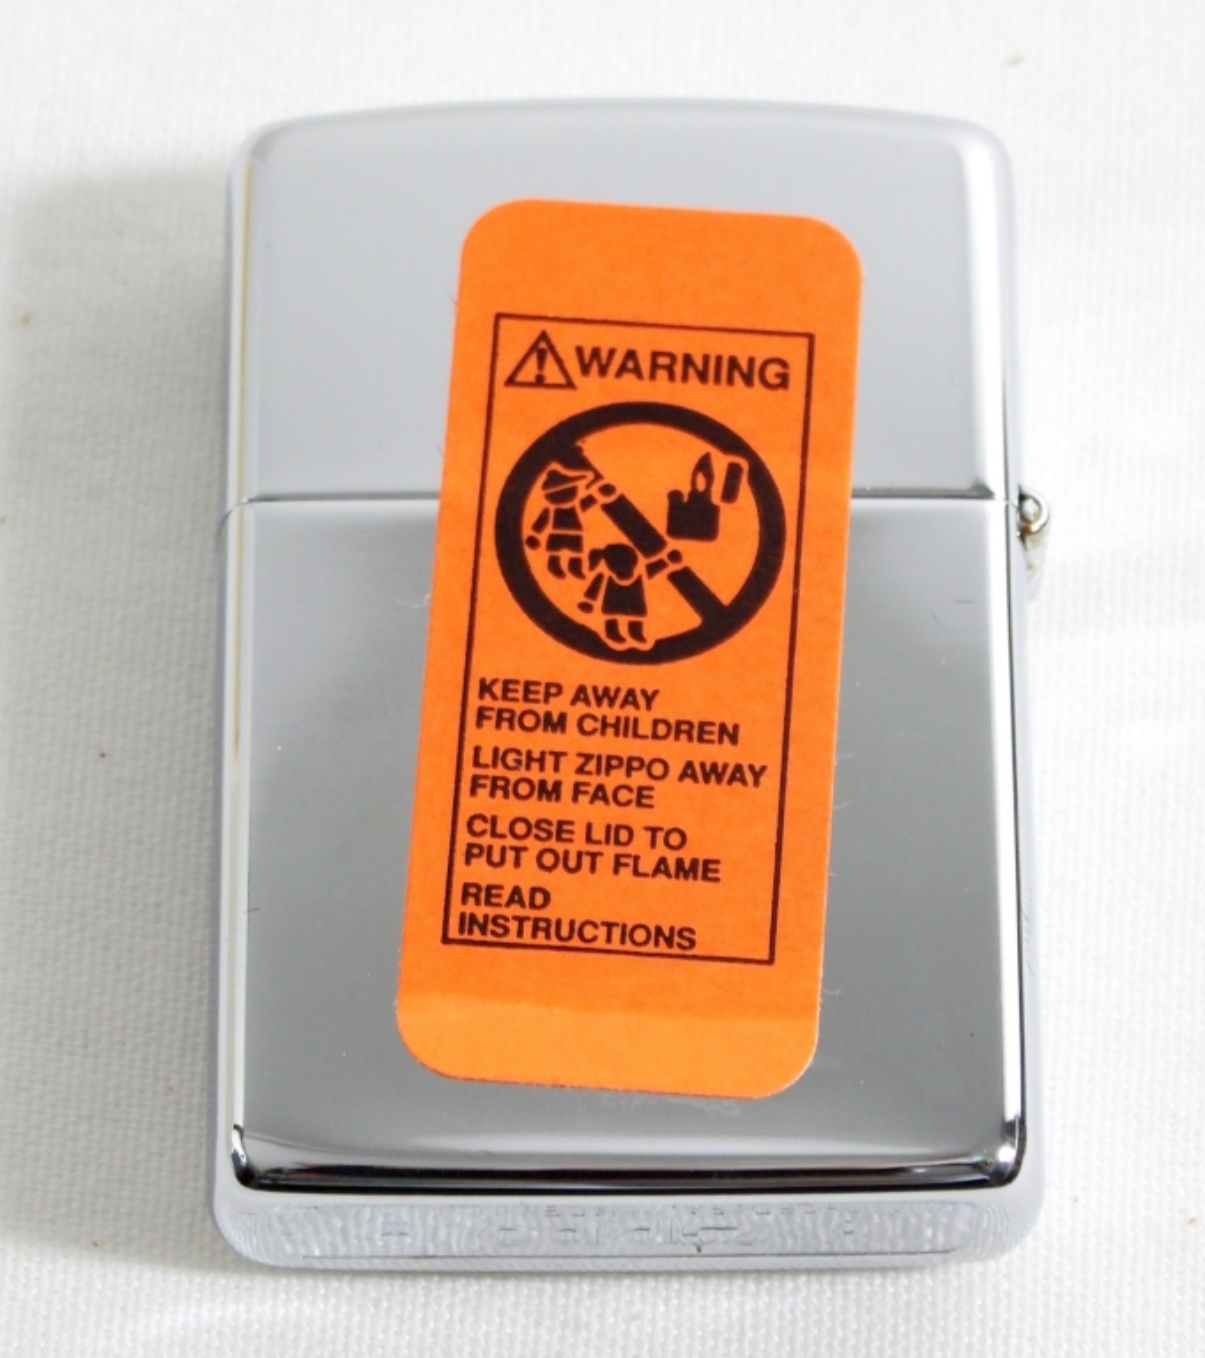 WARNING
KEEP AWAY
FROM CHILDREN
LIGHT ZIPPO AWAY
FROM FACE
CLOSE LID TO
PUT OUT FLAME
READ
INSTRUCTIONS